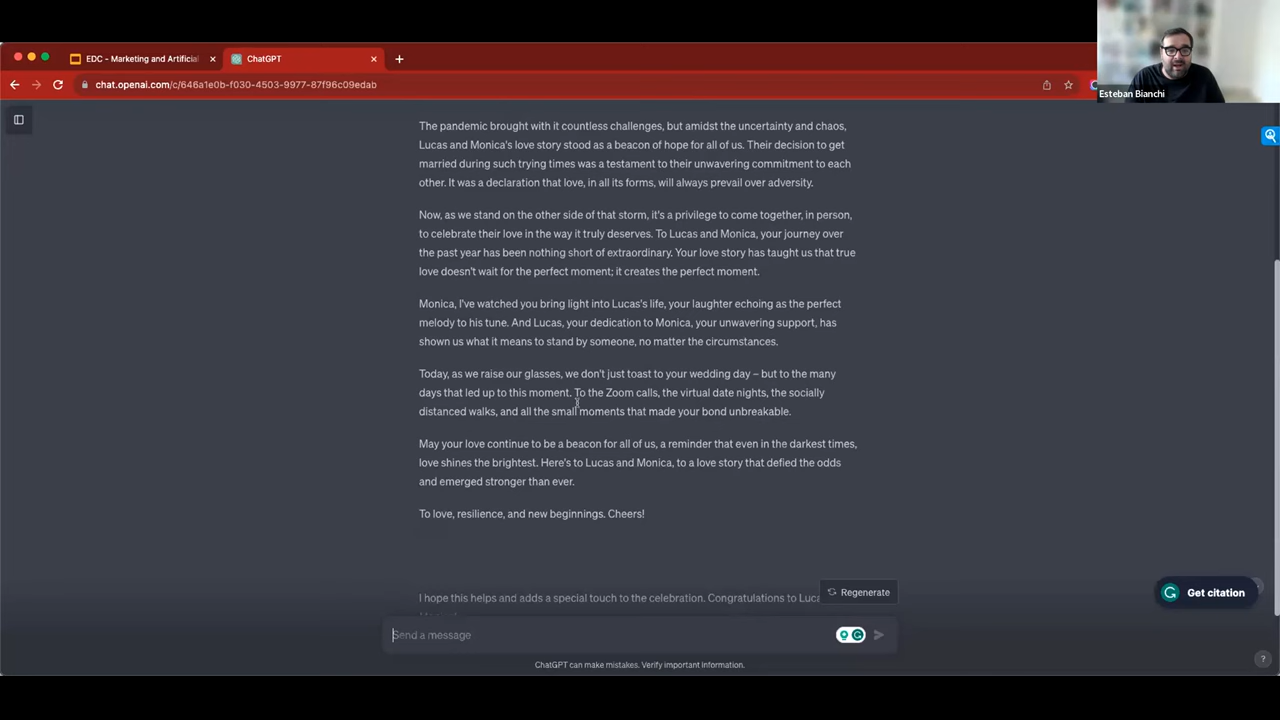 EDC - Marketing and Artificial
ChatGPT
chat.openai.com/c/646a1e0b-f030-4503-9977-87f96c09edab
Esteban Bianchi
The pandemic brought with it countless challenges, but amidst the uncertainty and chaos,
Lucas and Monica's love story stood as a beacon of hope for all of us. Their decision to get
married during such trying times was a testament to their unwavering commitment to each
other. It was a declaration that love, in all its forms, will always prevail over adversity.
Now, as we stand on the other side of that storm, it's a privilege to come together, in person,
to celebrate their love in the way it truly deserves. To Lucas and Monica, your journey over
the past year has been nothing short of extraordinary. Your love story has taught us that true
love doesn't wait for the perfect moment; it creates the perfect moment.
Monica, I've watched you bring light into Lucas's life, your laughter echoing as the perfect
melody to his tune. And Lucas, your dedication to Monica, your unwavering support, has
shown us what it means to stand by someone, no matter the circumstances.
Today, as we raise our glasses, we don't just toast to your wedding day – but to the many
days that led up to this moment. To the Zoom calls, the virtual date nights, the socially
distanced walks, and all the small moments that made your bond unbreakable.
May your love continue to be a beacon for all of us, a reminder that even in the darkest times,
love shines the brightest. Here's to Lucas and Monica, to a love story that defied the odds
and emerged stronger than ever.
To love, resilience, and new beginnings. Cheers!
I hope this helps and adds a special touch to the celebration. Congratulations to
Regenerate
Get citation
Send a message
ChatGPT can make mistakes. Verify important information.